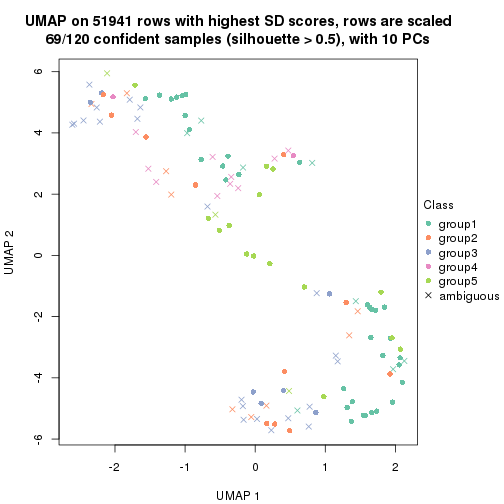 UMAP on 51941 rows with highest SD scores, rows are scaled
69/120 confident samples (silhouette > 0.5), with 10 PCs
6
4
2
0
-2
-4
-6
UMAP 2
-2
-1
0
1
2
UMAP 1
Class
group1
group2
group3
group4
group5
ambiguous